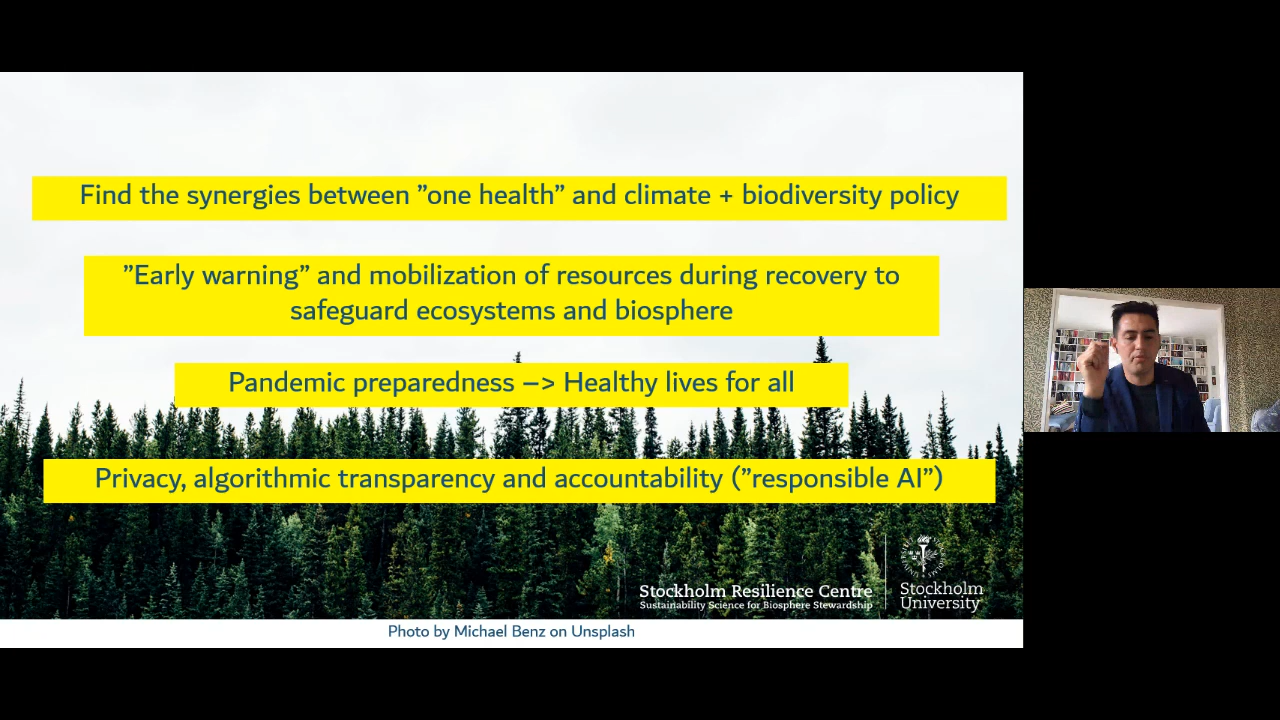 Find the synergies between ”one health” and climate + biodiversity policy
”Early warning” and mobilization of resources during recovery to
safeguard ecosystems and biosphere
Pandemic preparedness –> Healthy lives for all
Privacy, algorithmic transparency and accountability (”responsible AI”)
Stockholm Resilience Centre
Sustainability Science for Biosphere Stewardship
Stockholm
University
Photo by Michael Benz on Unsplash